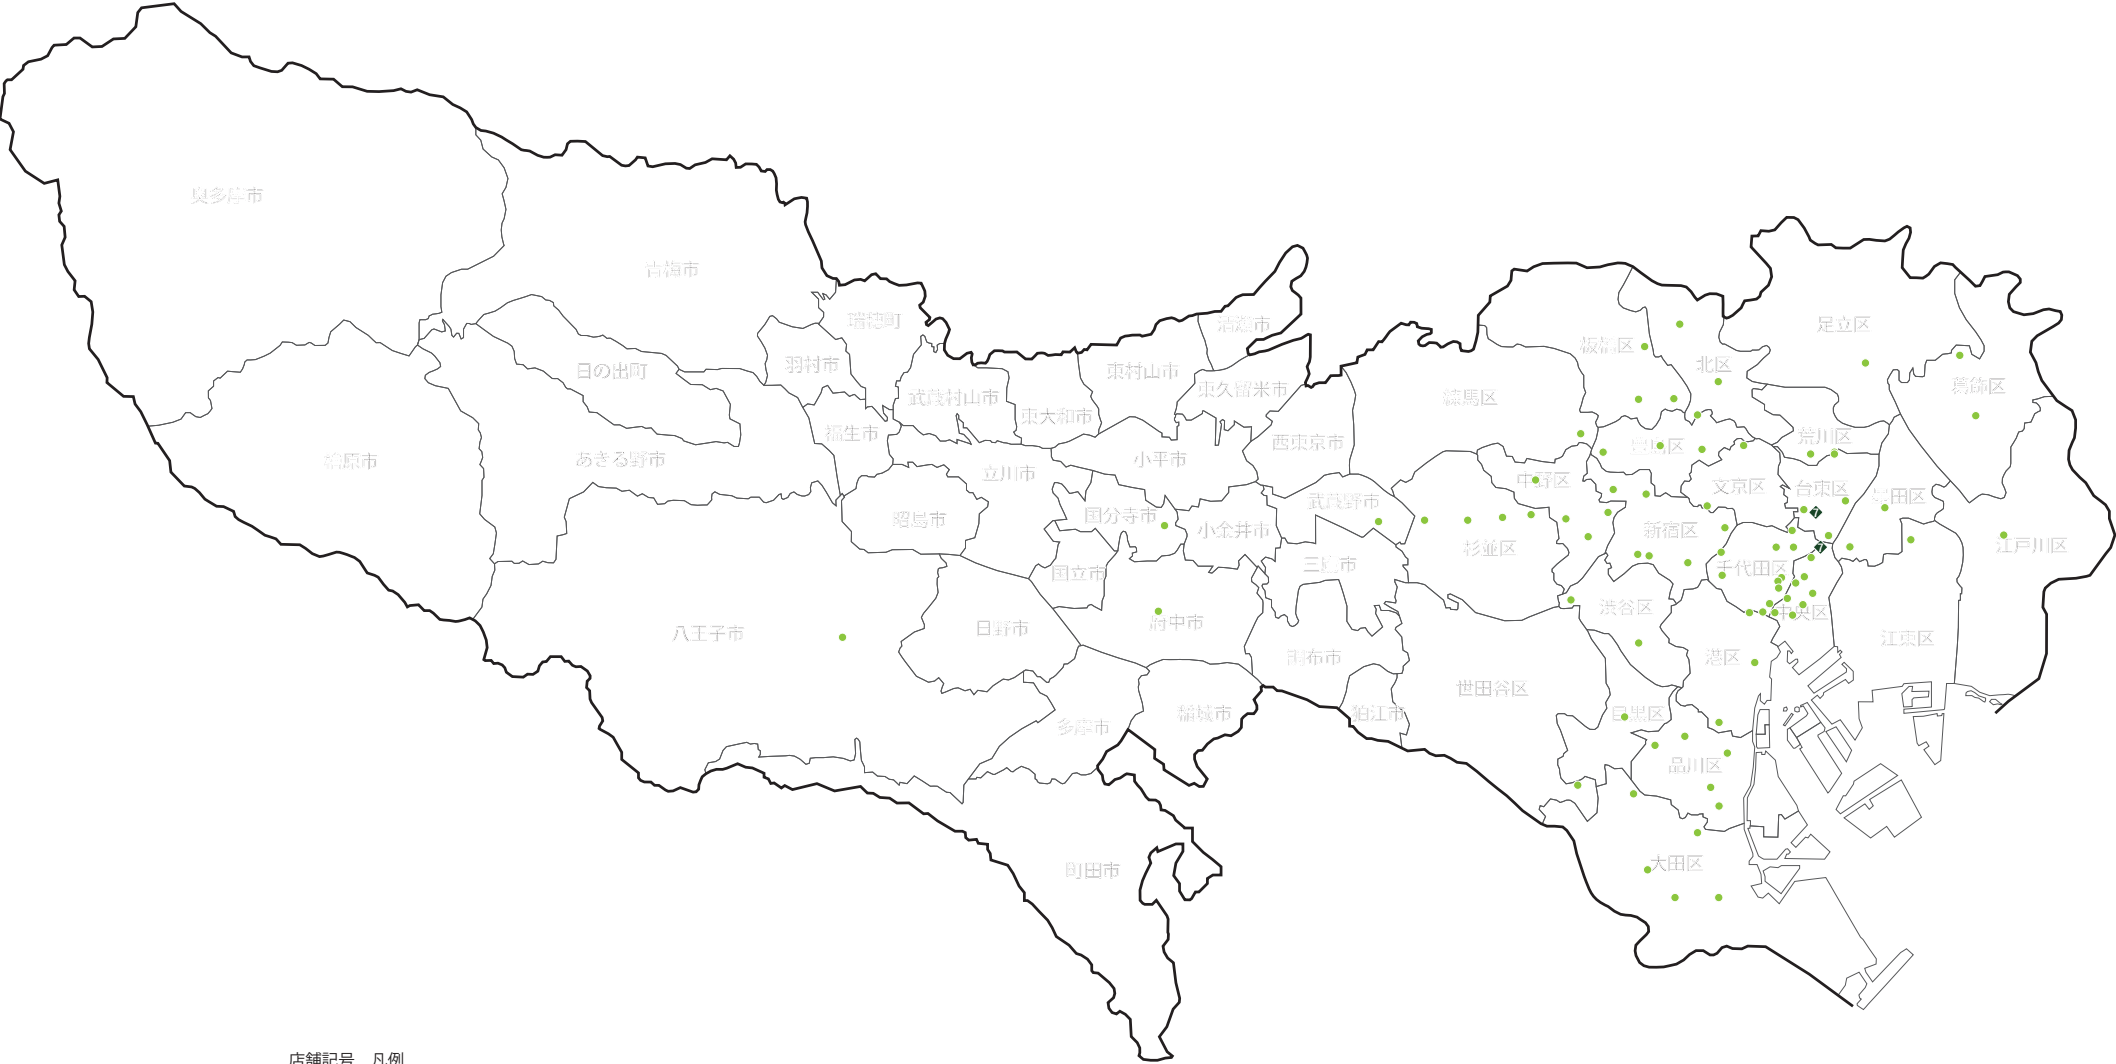 奥多摩市
青梅市
瑞穂町
清瀬市
足立区
羽村市
日の出町
東村山市
板橋区
北区
東久留米市
葛飾区
武蔵村山市
練馬区
東大和市
福生市
荒川区
西東京市
豊島区
檜原市
あきる野市
小平市
立川市
中野区
文京区
台東区
墨田区
武蔵野市
国分寺市
昭島市
小金井市
新宿区
杉並区
江戸川区
三鷹市
千代田区
国立市
渋谷区
中央区
府中市
日野市
八王子市
江東区
調布市
港区
世田谷区
稲城市
狛江市
目黒区
多摩市
品川区
大田区
町田市
店舗記号　凡例